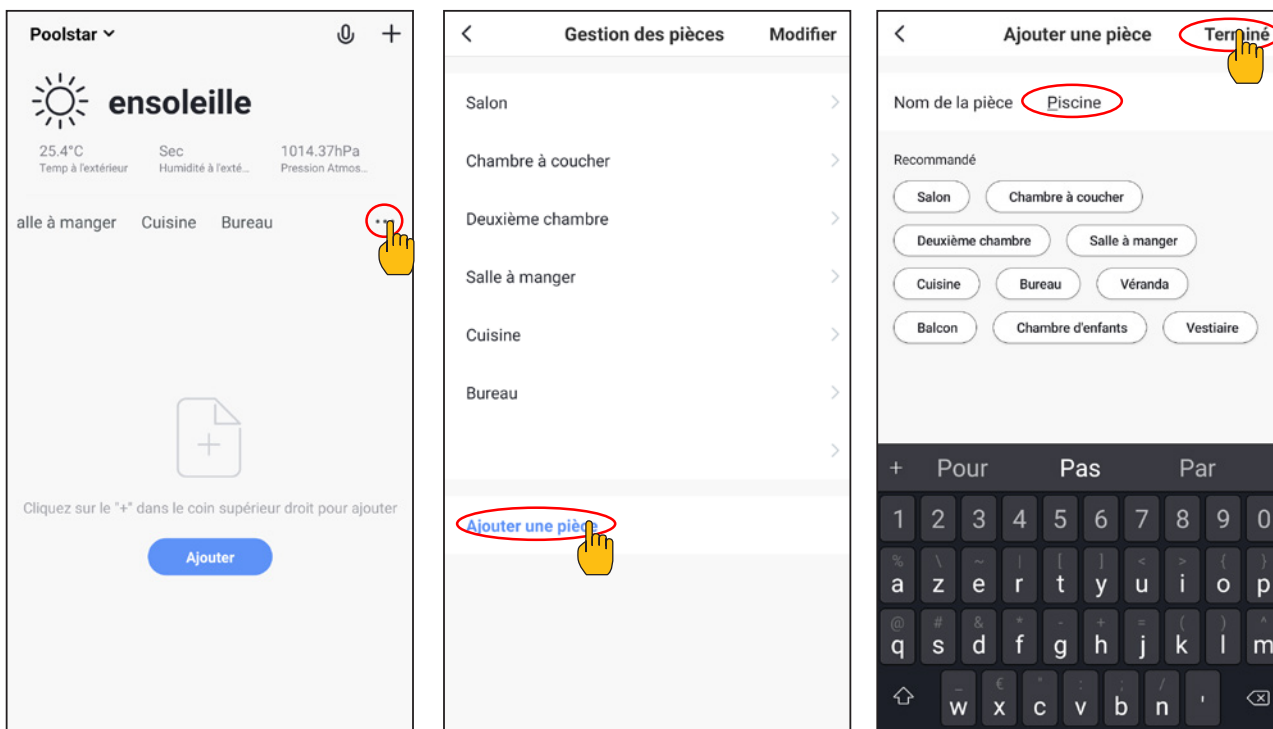 Poolstar
ensoleille
25.4°C Sec 1014.37hPa
Temp à l'extérieur Humidité à l'exté... Pression Atmos...
alle à manger Cuisine Bureau ...
Cliquez sur le "+" dans le coin supérieur droit pour ajouter
Ajouter
Gestion des pièces Modifier
Salon
Chambre à coucher
Deuxième chambre
Salle à manger
Cuisine
Bureau
Ajouter une pièce
Ajouter une pièce Terminé
Nom de la pièce Piscine
Recommandé
Salon Chambre à coucher
Deuxième chambre Salle à manger
Cuisine Bureau Véranda
Balcon Chambre d'enfants Vestiaire
+ Pour Pas Par
1 2 3 4 5 6 7 8 9 0
% \ ~ | [ ] < > { }
a z e r t y u i o p
@ # & * - + = ( ) ^
q s d f g h j k l m
_ € " : ; /
w x c v b n '